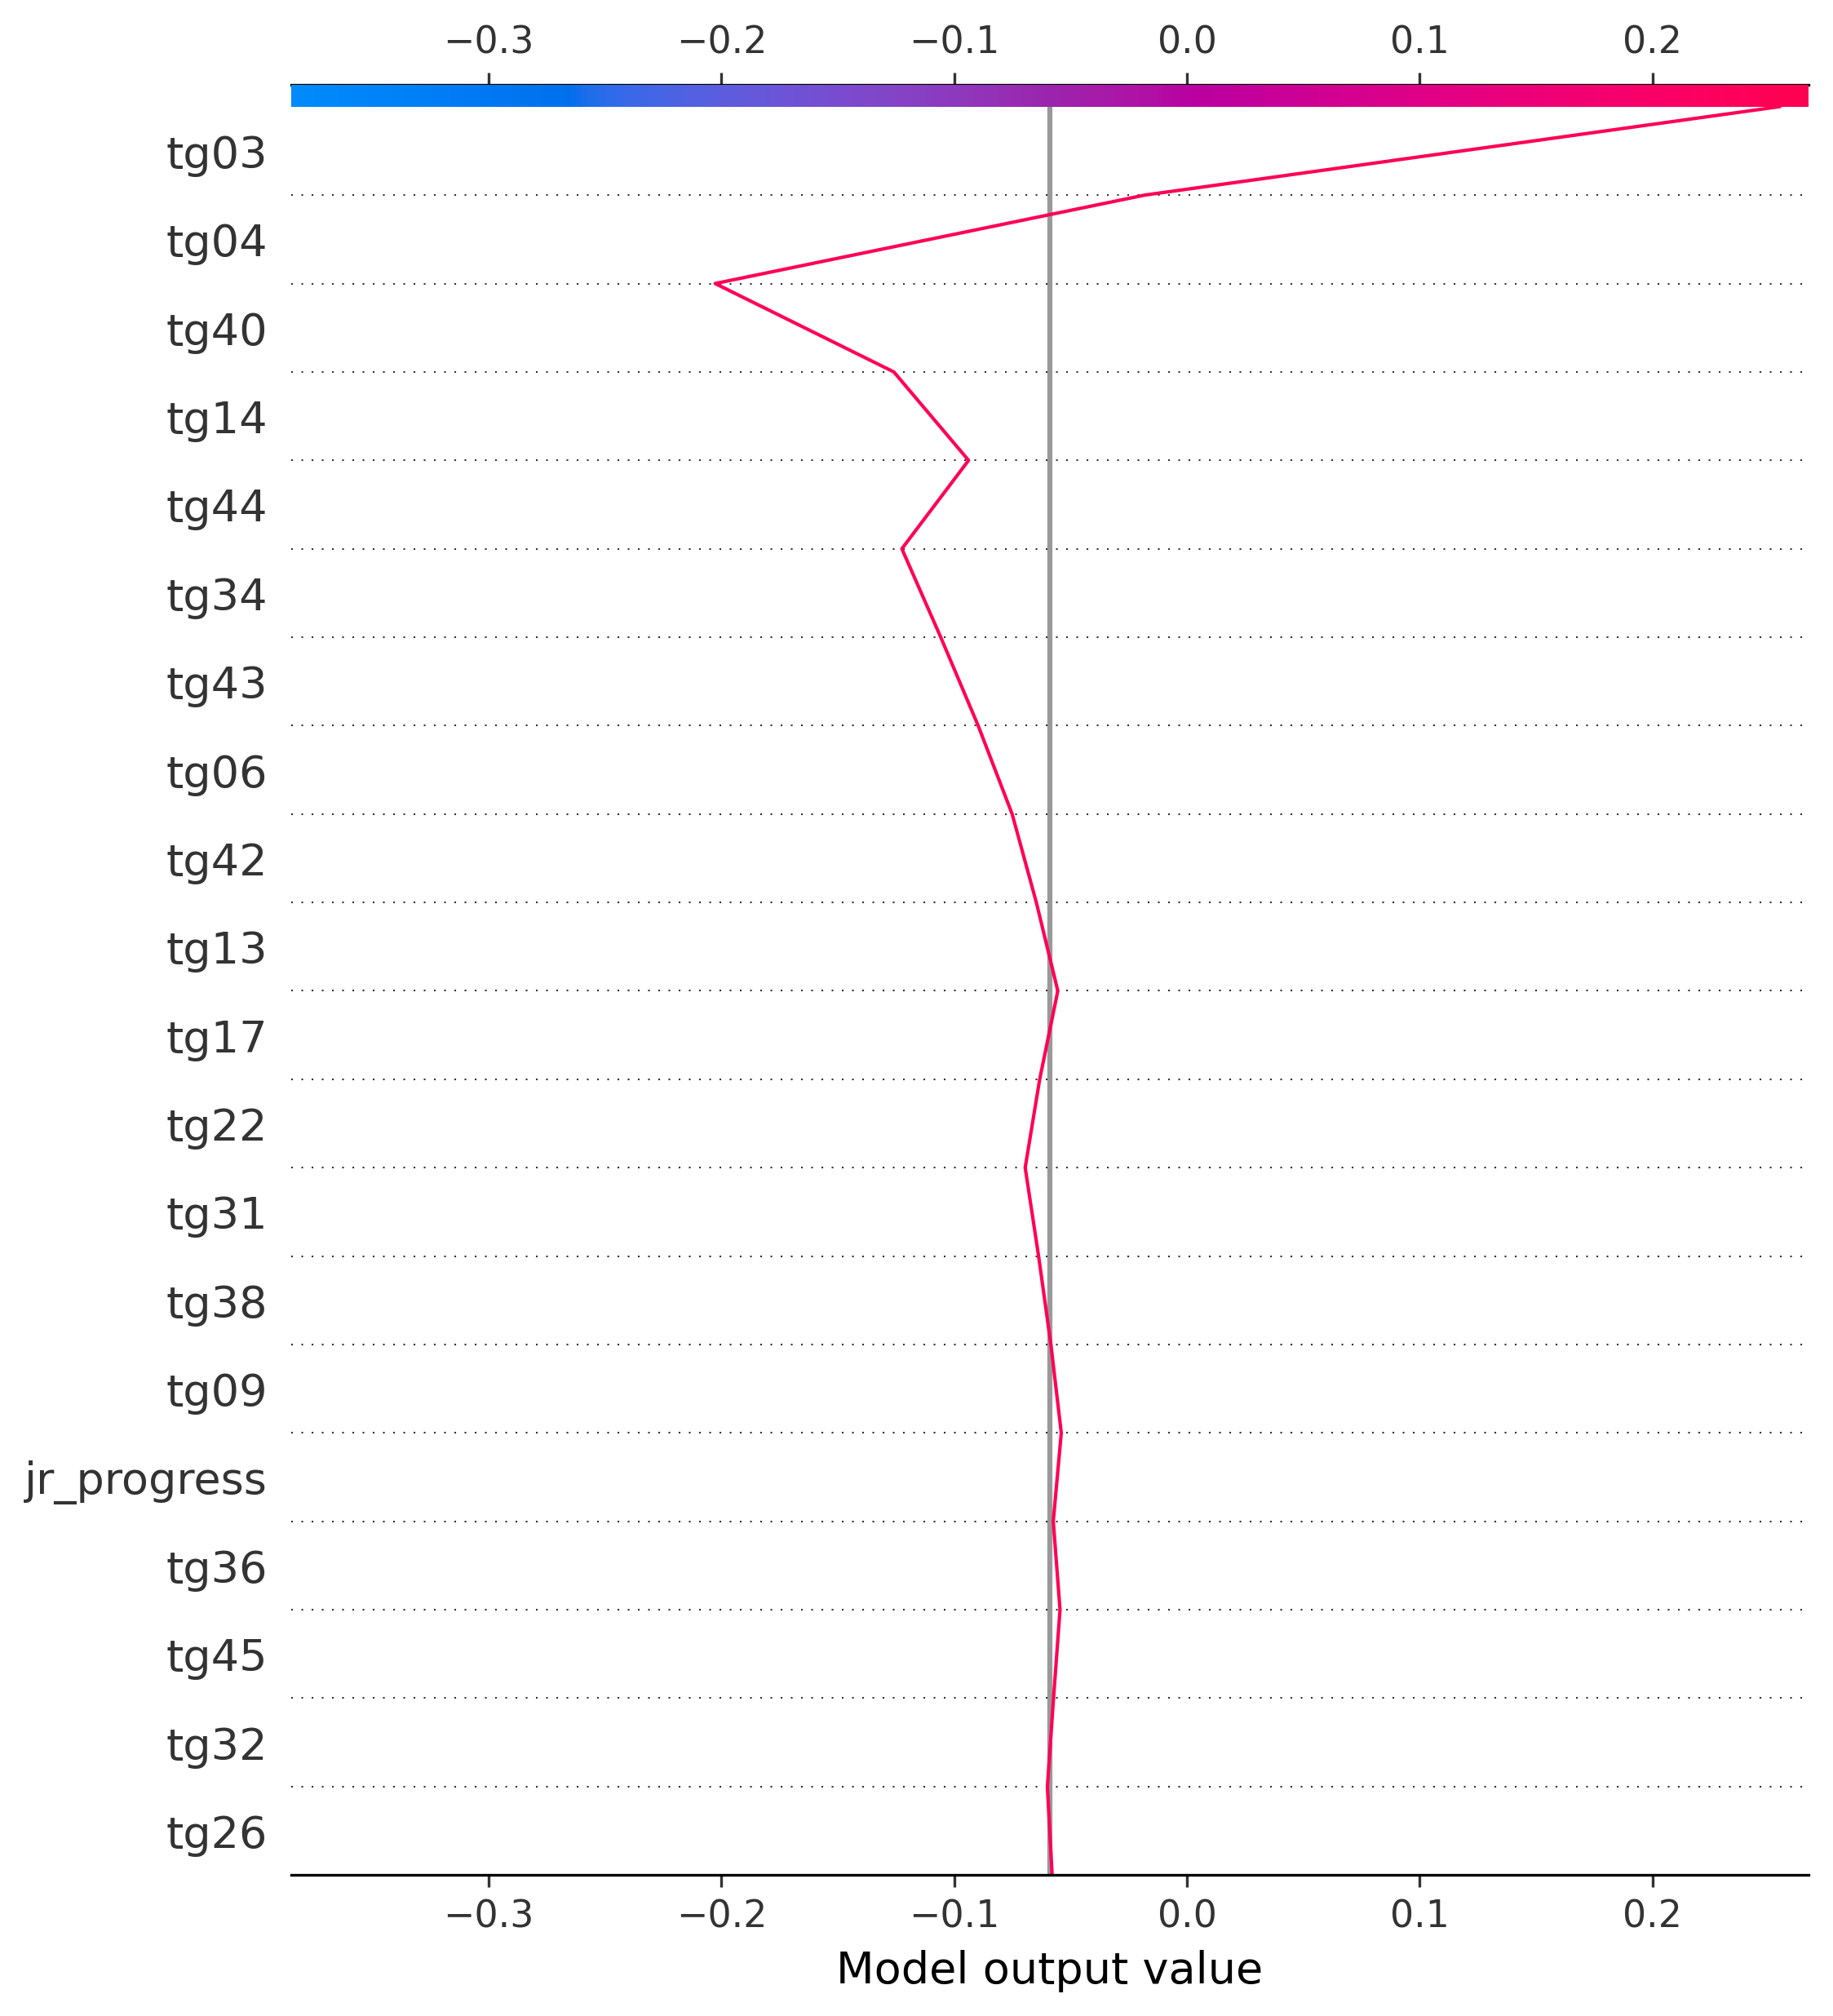 −0.3 −0.2 −0.1 0.0 0.1 0.2
tg03
tg04
tg40
tg14
tg44
tg34
tg43
tg06
tg42
tg13
tg17
tg22
tg31
tg38
tg09
jr_progress
tg36
tg45
tg32
tg26
−0.3 −0.2 −0.1 0.0 0.1 0.2
Model output value